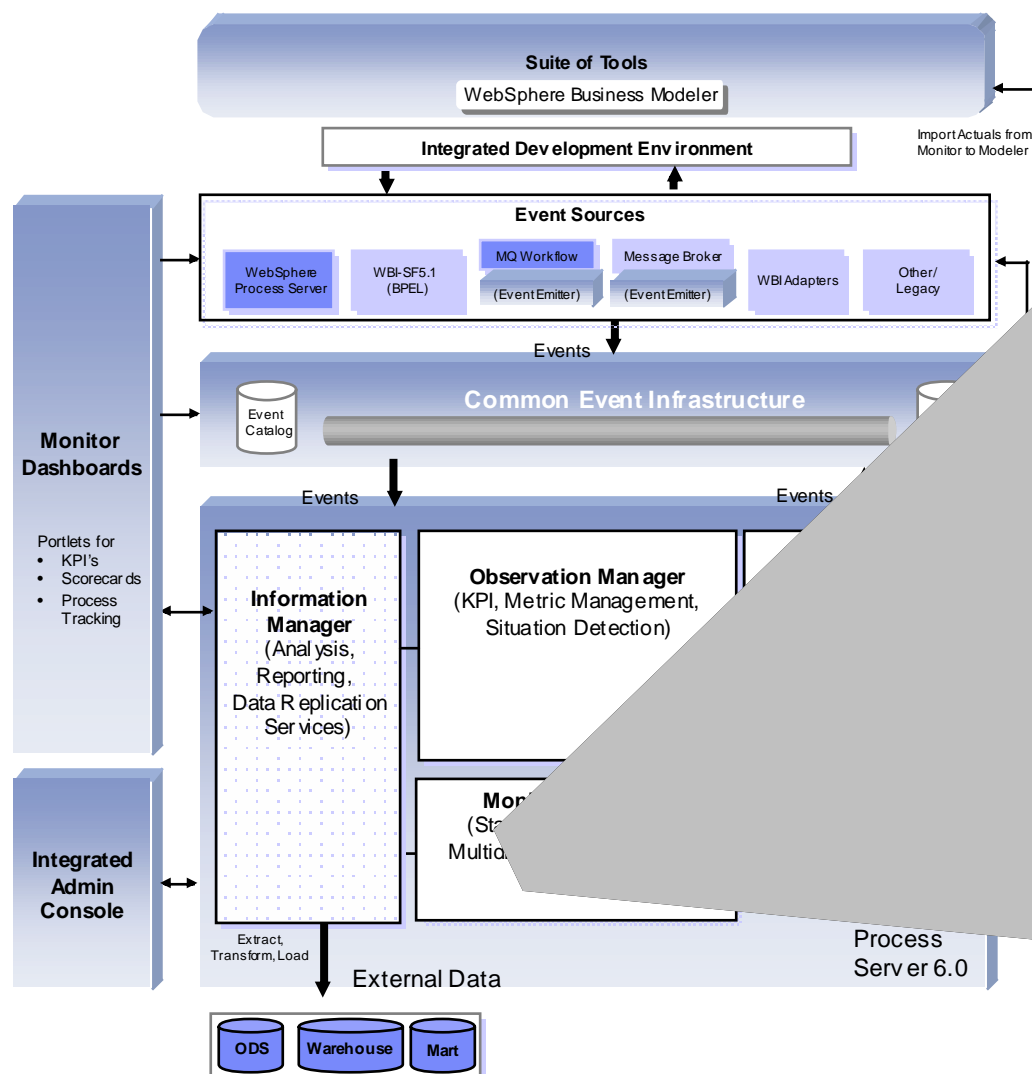 Suite of Tools
WebSphere Business Modeler
Import Actuals from
Monitor to Modeler
Integrated Development Environment
Event Sources
WebSphere
Process Server
WBI-SF5.1
(BPEL)
MQ Workflow
(Event Emitter)
Message Broker
(Event Emitter)
WBI Adapters
Other/
Legacy
Events
Common Event Infrastructure
Event
Catalog
Events
Events
Monitor
Dashboards
Portlets for
• KPI's
• Scorecards
• Process
Tracking
Information
Manager
(Analysis,
Reporting,
Data Replication
Services)
Observation Manager
(KPI, Metric Management,
Situation Detection)
Integrated
Admin
Console
Extract,
Transform, Load
External Data
Process
Server 6.0
ODS
Warehouse
Mart